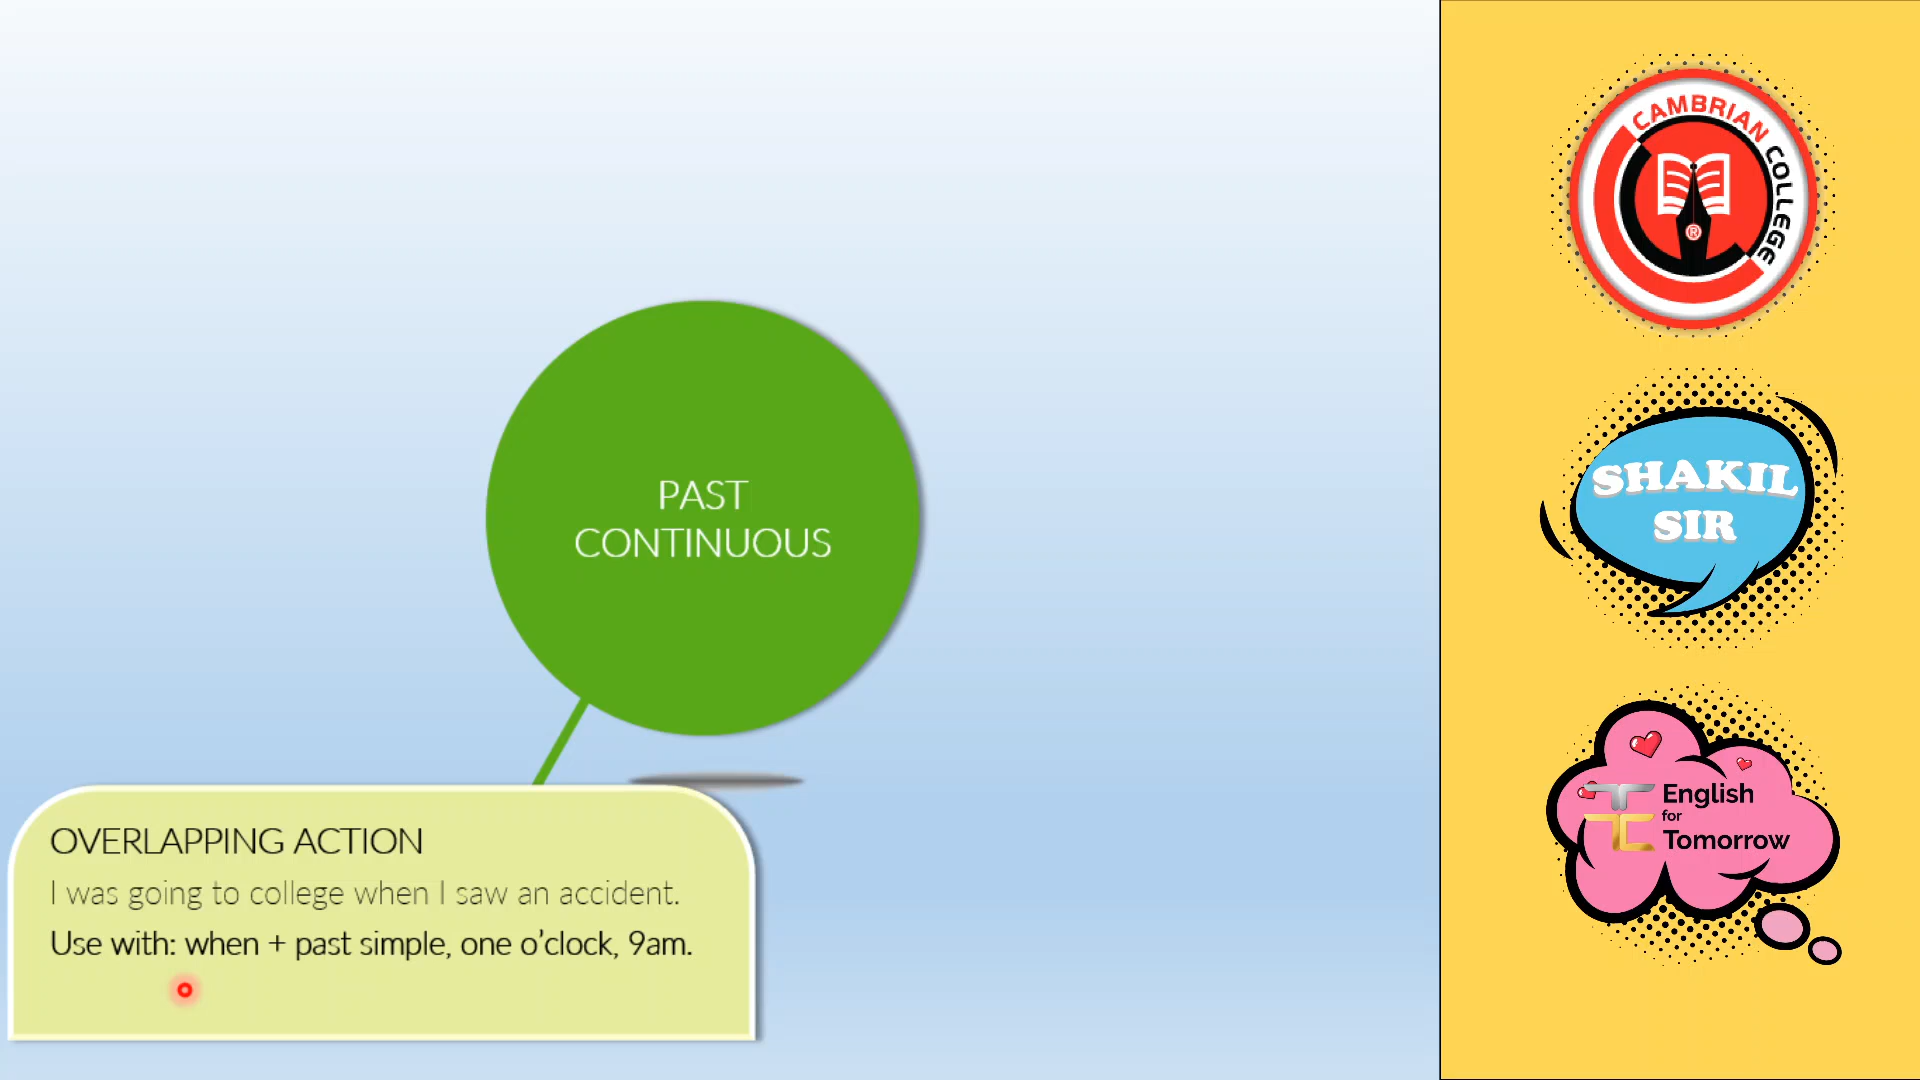 PAST
CONTINUOUS
OVERLAPPING ACTION
I was going to college when I saw an accident.
Use with: when + past simple, one o’clock, 9am.
CAMBRIAN COLLEGE
®
SHAKIL
SIR
English
for
Tomorrow